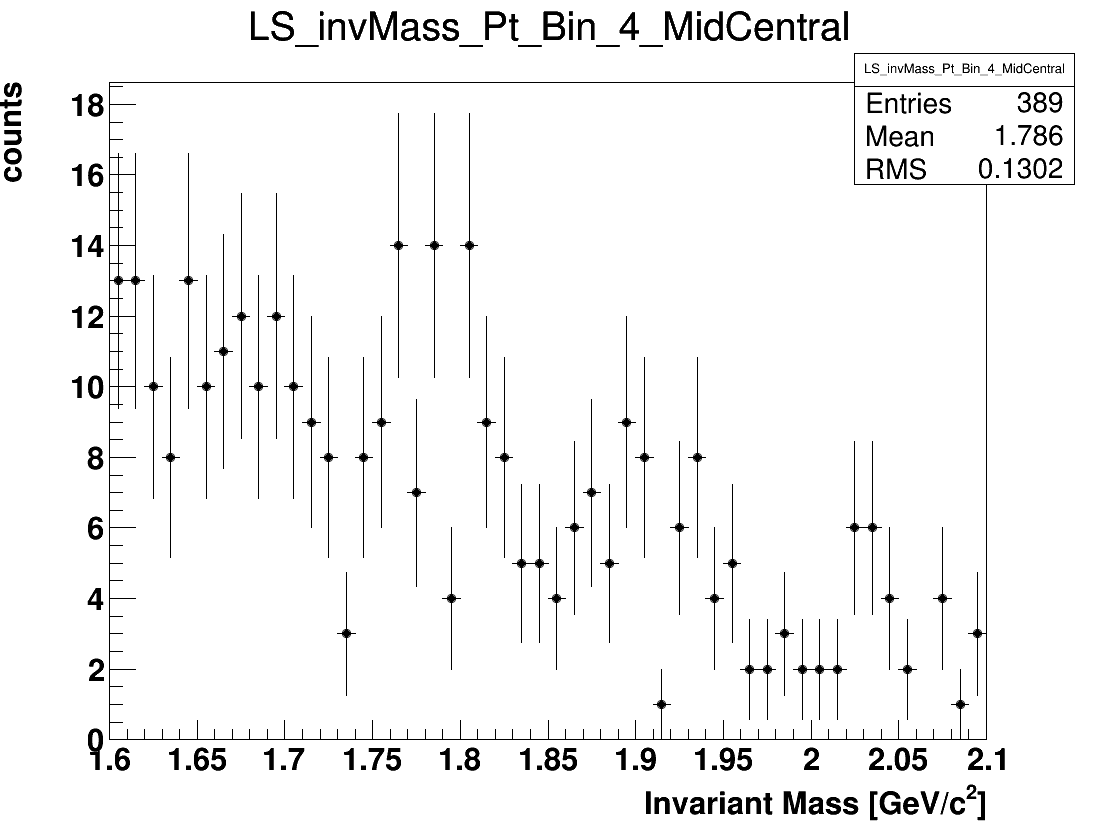 LS_invMass_Pt_Bin_4_MidCentral
LS_invMass_Pt_Bin_4_MidCentral
Entries 389
Mean 1.786
RMS 0.1302
counts
18
16
14
12
10
8
6
4
2
0
1.6 1.65 1.7 1.75 1.8 1.85 1.9 1.95 2 2.05 2.1
Invariant Mass [GeV/c²]